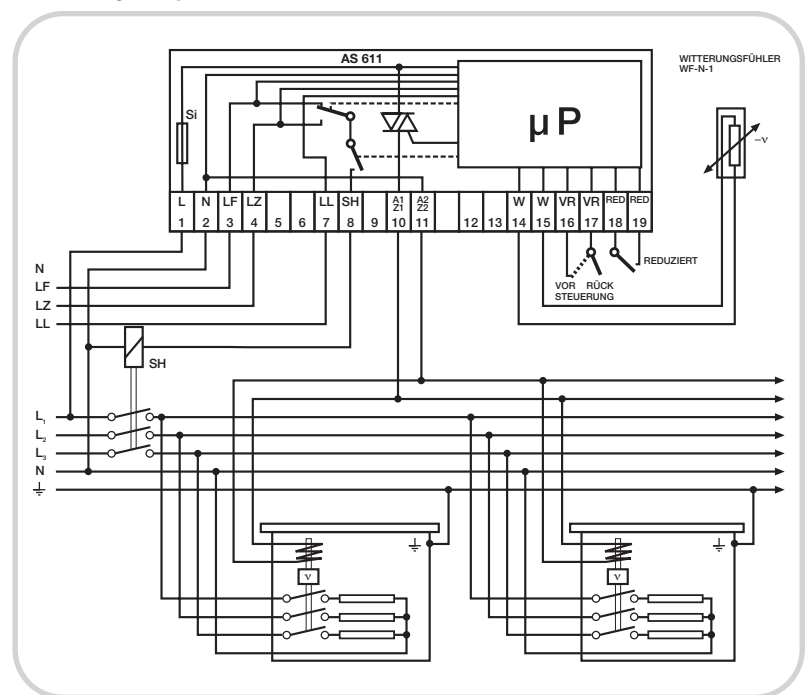 AS 611
WITTERUNGSFÜHLER
WF-N-1
Si
µP
–ν
L N LF LZ LL SH A1 A2 W W VR VR RED RED
Z1 Z2
1 2 3 4 5 6 7 8 9 10 11 12 13 14 15 16 17 18 19
REDUZIERT
VOR RÜCK
STEUERUNG
N
LF
LZ
LL
SH
L1
L2
L3
N
ν ν